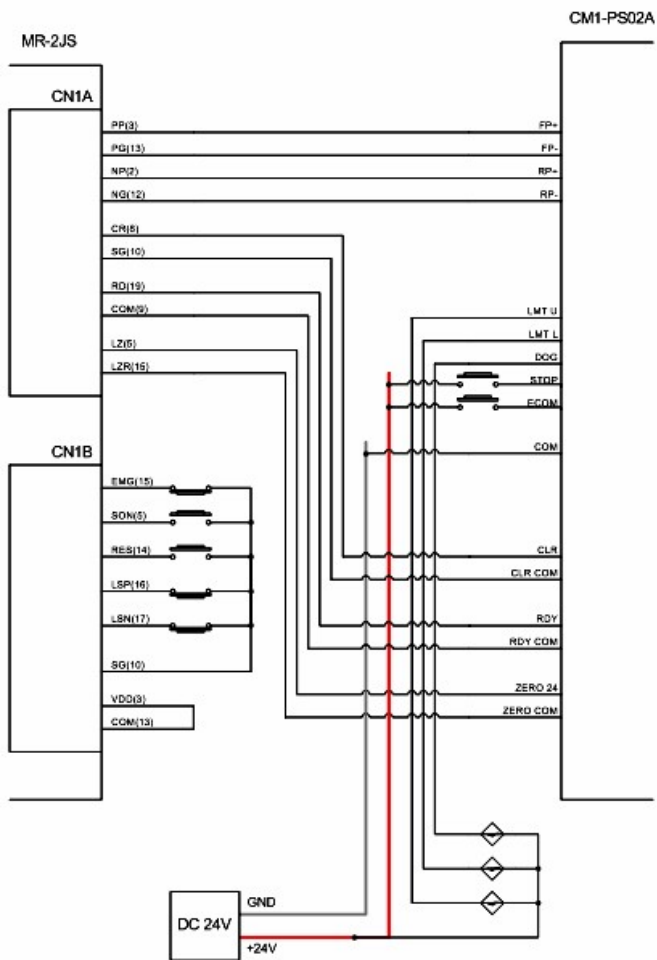 CM1-PS02A
MR-2JS
CN1A
PP(3)
FP+
PG(13)
FP-
NP(2)
RP+
NG(12)
RP-
CR(8)
SG(10)
RD(19)
COM(9)
LMT U
LZ(5)
LMT L
LZR(15)
DOG
STOP
ECOM
CN1B
COM
EMG(15)
SON(5)
RES(14)
CLR
LSP(16)
CLR COM
LSN(17)
RDY
RDY COM
SG(10)
ZERO 24
VDD(3)
ZERO COM
COM(13)
GND
DC 24V
+24V